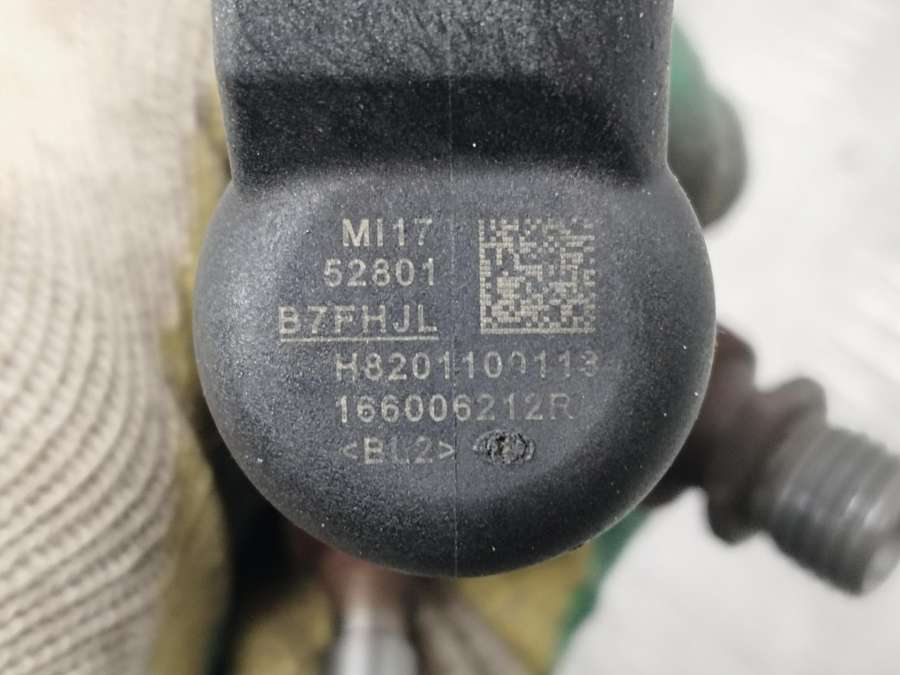 MI17
52801
B7FHJL
H8201100113
166006212R
<BL2>